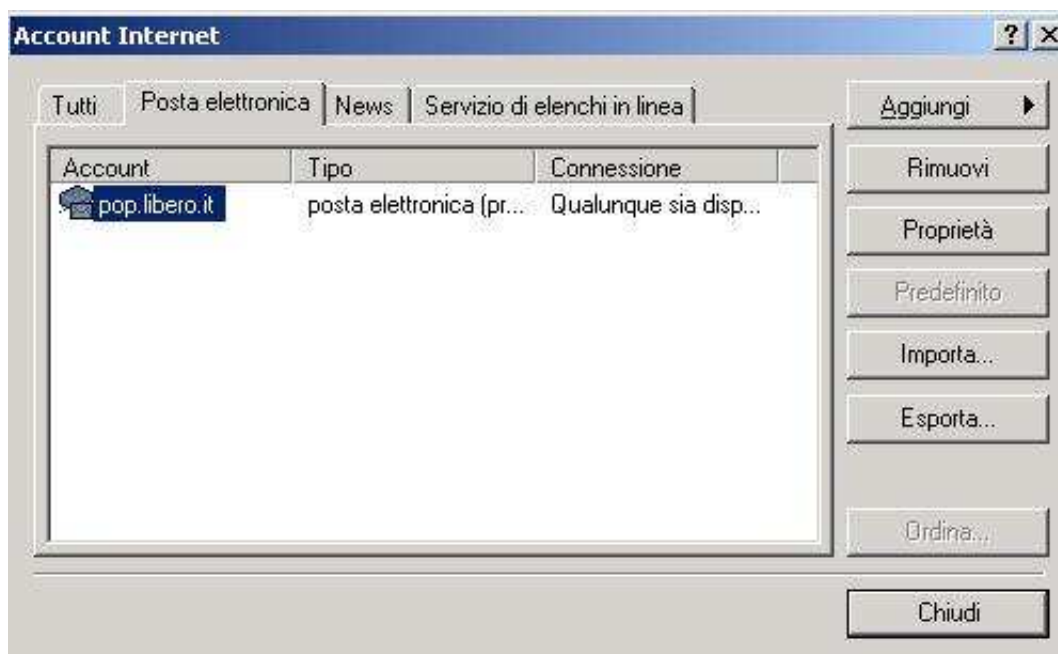 Account Internet
Tutti Posta elettronica News Servizio di elenchi in linea
Account Tipo Connessione
pop.libero.it posta elettronica (pr... Qualunque sia disp...
Aggiungi
Rimuovi
Proprietà
Predefinito
Importa...
Esporta...
Ordina...
Chiudi